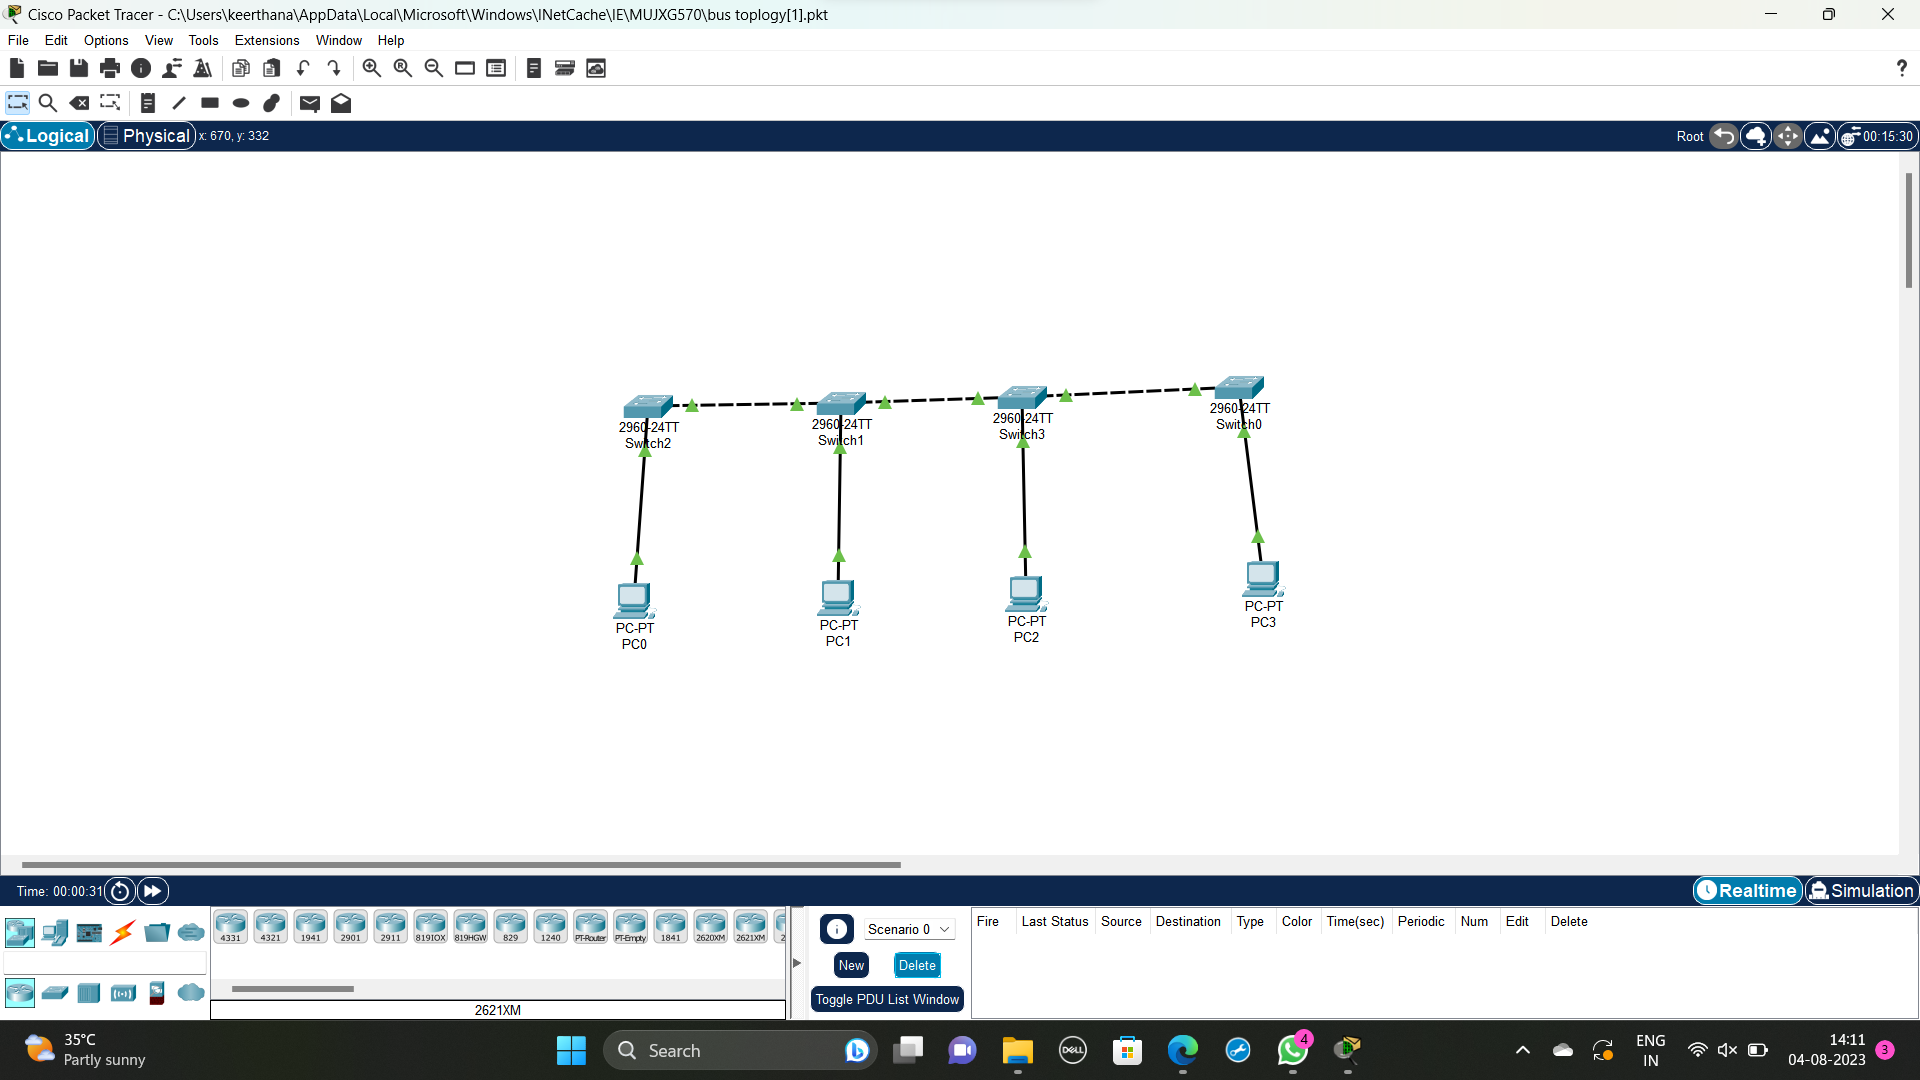 Cisco Packet Tracer - C:\Users\keerthana\AppData\Local\Microsoft\Windows\INetCache\IE\MUJXG570\bus toplogy[1].pkt
File Edit Options View Tools Extensions Window Help
?
Logical Physical x: 670, y: 332 Root 00:15:30
2960-24TT
Switch2
2960-24TT
Switch1
2960-24TT
Switch3
2960-24TT
Switch0
PC-PT
PC0
PC-PT
PC1
PC-PT
PC2
PC-PT
PC3
Time: 00:00:31 Realtime Simulation
4331 4321 1941 2901 2911 819IOX 819HGW 829 1240 PT-Router PT-Empty 1841 2620XM 2621XM 2
2621XM
Scenario 0
New Delete
Toggle PDU List Window
Fire Last Status Source Destination Type Color Time(sec) Periodic Num Edit Delete
35°C
Partly sunny
Search
DELL
4
ENG
IN
14:11
04-08-2023
3